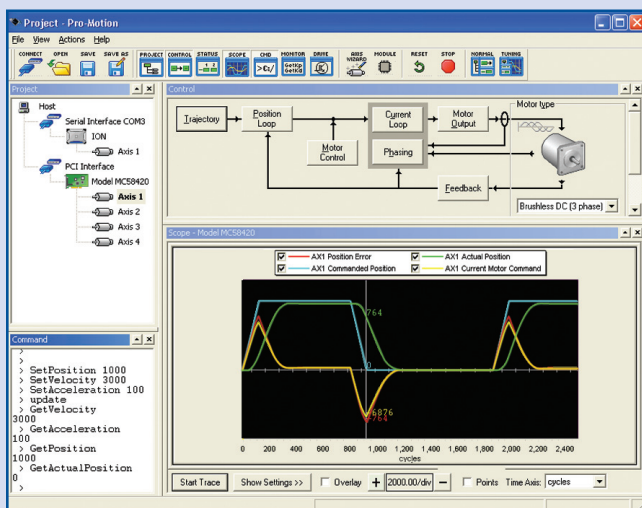 Project - Pro-Motion
File View Actions Help
CONNECT OPEN SAVE SAVE AS PROJECT CONTROL STATUS SCOPE CMD MONITOR DRIVE AXIS WIZARD MODULE RESET STOP NORMAL TUNING
>C1/ GetKp GetKd
Project
Host
Serial Interface COM3
ION
Axis 1
PCI Interface
Model MC58420
Axis 1
Axis 2
Axis 3
Axis 4
Control
Trajectory
Position Loop
Motor Control
Current Loop
Phasing
Motor Output
Feedback
Motor type
Brushless DC (3 phase)
Scope - Model MC58420
AX1 Position Error AX1 Actual Position
AX1 Commanded Position AX1 Current Motor Command
764
0
-6876
-764
0 200 400 600 800 1,000 1,200 1,400 1,600 1,800 2,000 2,200 2,400
cycles
Command
>
>
> SetPosition 1000
> SetVelocity 3000
> SetAcceleration 100
> update
> GetVelocity
3000
> GetAcceleration
100
> GetPosition
1000
> GetActualPosition
0
>
Start Trace Show Settings >> Overlay + 2000.00/div - Points Time Axis: cycles